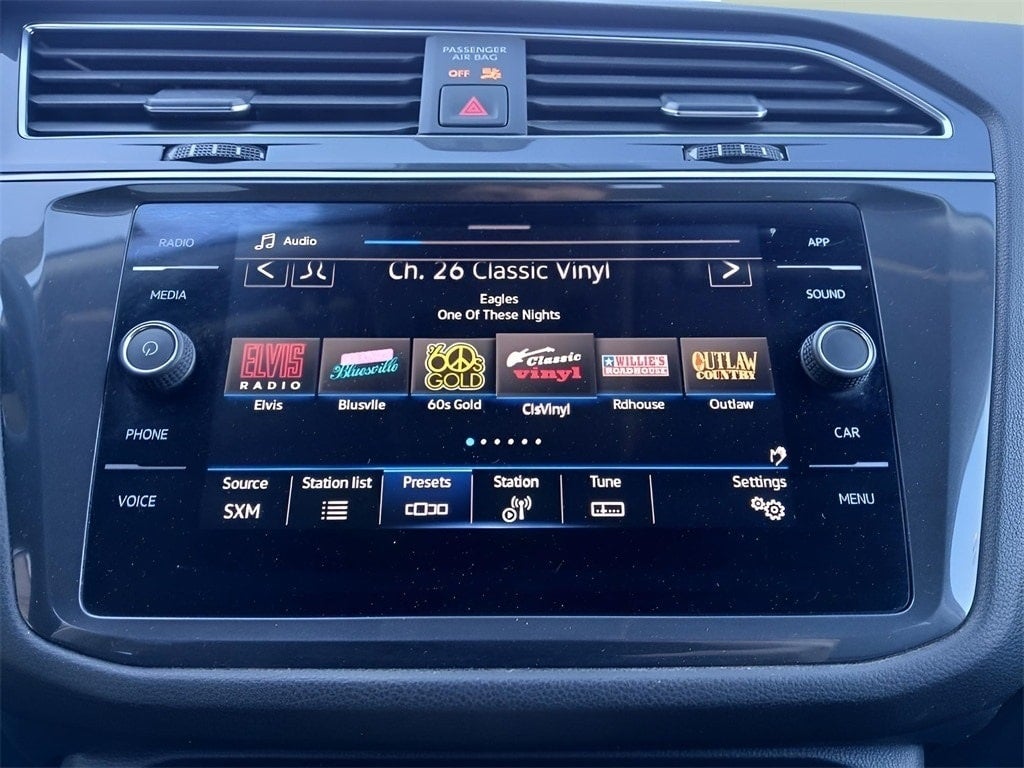 PASSENGER
AIR BAG
OFF
RADIO
MEDIA
PHONE
VOICE
Audio
Ch. 26 Classic Vinyl
Eagles
One Of These Nights
ELVIS
RADIO
Bluesville
60s
GOLD
Classic
vinyl
WILLIE'S
ROADHOUSE
OUTLAW
COUNTRY
Elvis
Blusvlle
60s Gold
ClsVinyl
Rdhouse
Outlaw
Source
SXM
Station list
Presets
Station
Tune
Settings
APP
SOUND
CAR
MENU